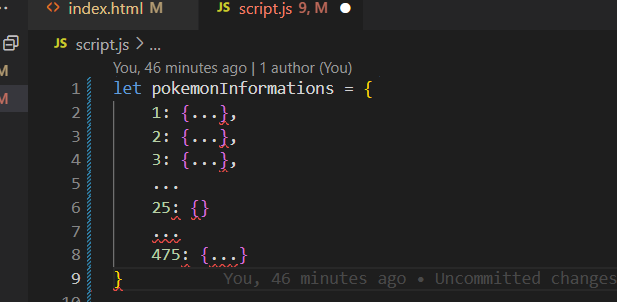 index.html M
JS script.js 9, M
JS script.js > ...
You, 46 minutes ago | 1 author (You)
M
1 let pokemonInformations = {
M
2 1: {...},
3 2: {...},
4 3: {...},
5 ...
6 25: {}
7 ...
8 475: {...}
9 } You, 46 minutes ago • Uncommitted changes
10